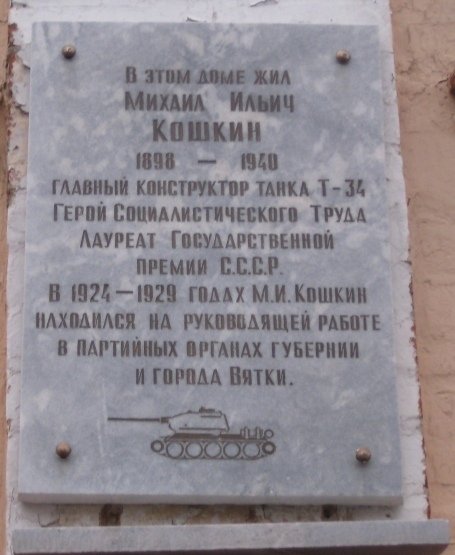 В этом доме жил
Михаил Ильич
Кошкин
1898 — 1940
главный конструктор танка Т-34
Герой Социалистического Труда
Лауреат Государственной
премии С.С.С.Р.
В 1924 — 1929 годах М.И. Кошкин
находился на руководящей работе
в партийных органах губернии
и города Вятки.